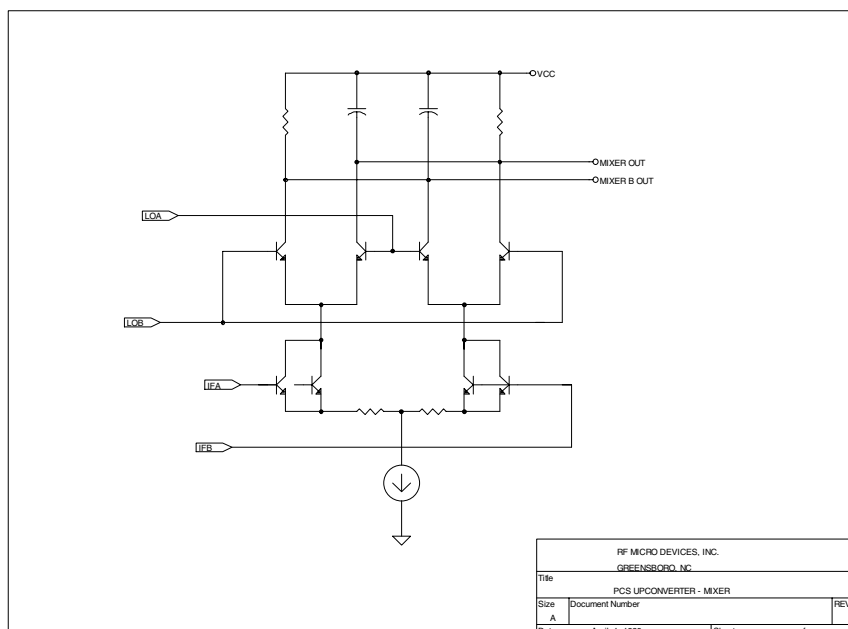 VCC
MIXER OUT
MIXER B OUT
LOA
LOB
IFA
IFB
RF MICRO DEVICES, INC.
GREENSBORO, NC
Title
PCS UPCONVERTER - MIXER
Size
Document Number
REV
A